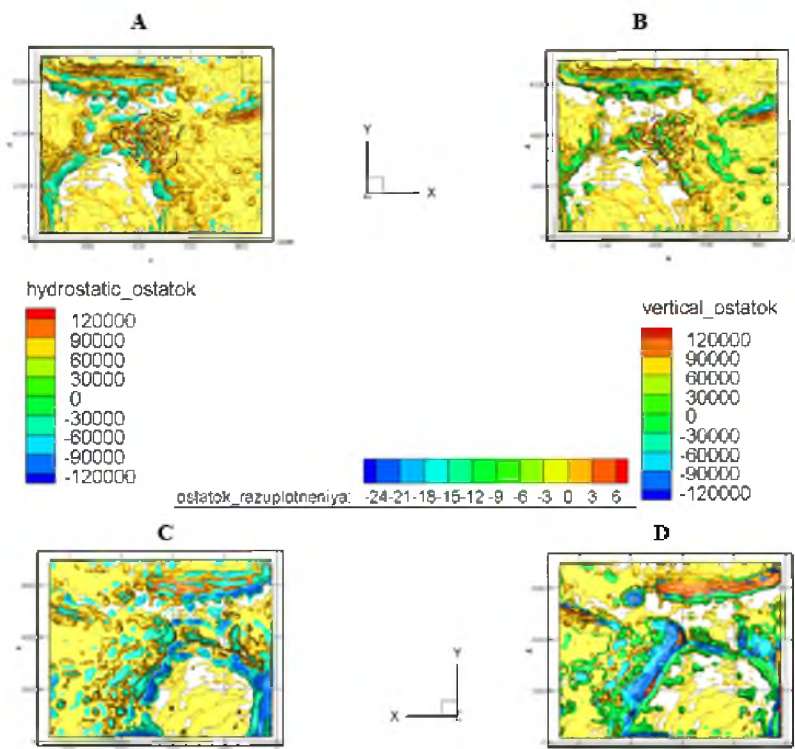 A
B
Y
X
Z
hydrostatic_ostatok
120000
90000
60000
30000
0
-30000
-60000
-90000
-120000
vertical_ostatok
120000
90000
60000
30000
0
-30000
-60000
-90000
-120000
ostatok_razuplotneniya: -24-21-18-15-12-9 -6 -3 0 3 6
C
D
Y
X
Z